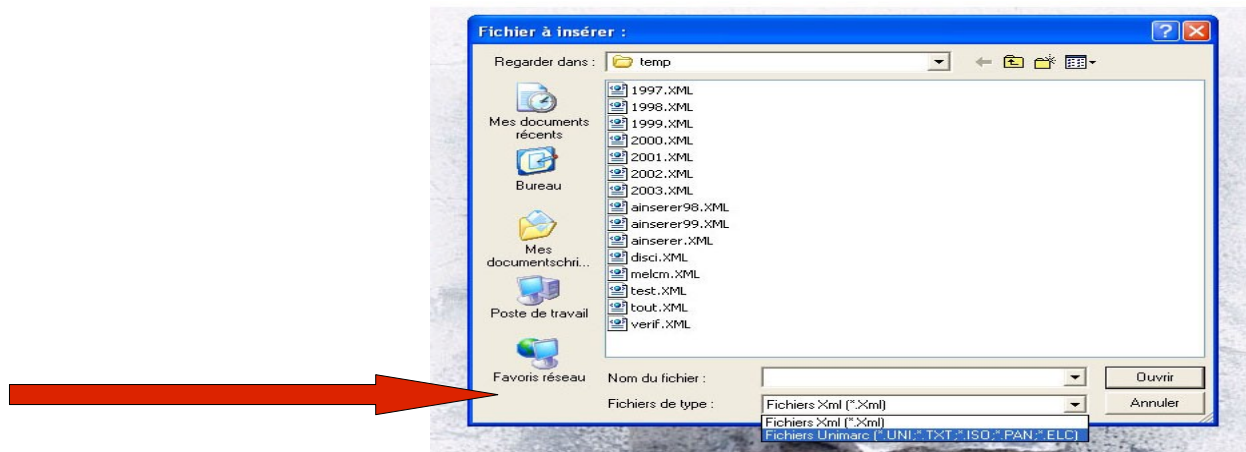 Fichier à insérer :
Regarder dans :
temp
Mes documents
récents
Bureau
Mes
documentschri...
Poste de travail
Favoris réseau
1997.XML
1998.XML
1999.XML
2000.XML
2001.XML
2002.XML
2003.XML
ainserer98.XML
ainserer99.XML
ainserer.XML
disci.XML
melcm.XML
test.XML
tout.XML
verif.XML
Nom du fichier :
Ouvrir
Fichiers de type :
Fichiers Xml (*.Xml)
Annuler
Fichiers Xml (*.Xml)
Fichiers Unimarc (*.UNI;*.TXT;*.ISO;*.PAN;*.ELC)